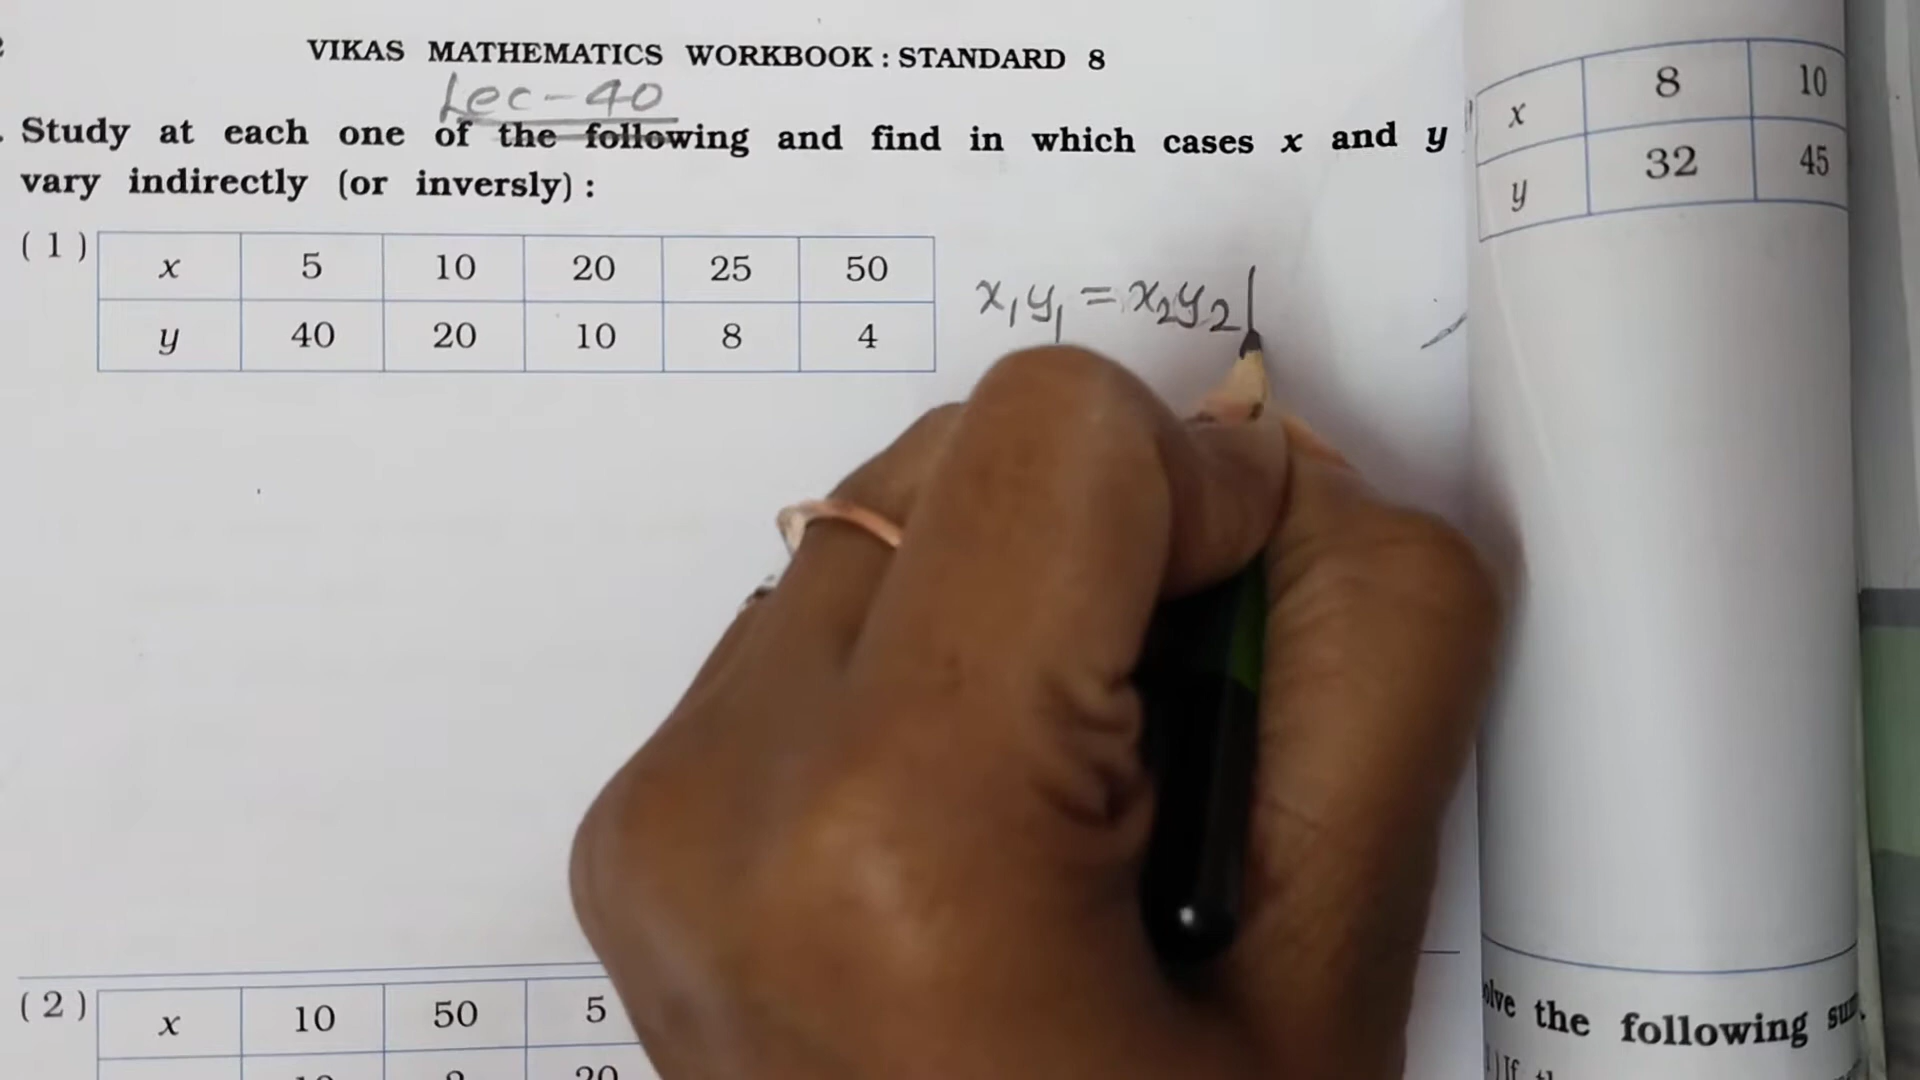 VIKAS MATHEMATICS WORKBOOK : STANDARD 8
Lec-40
. Study at each one of the following and find in which cases x and y
vary indirectly (or inversly) :
(1)
x 5 10 20 25 50
y 40 20 10 8 4
x₁y₁ = x₂y₂
(2)
x 10 50 5
20
x 8 10
y 32 45
the following